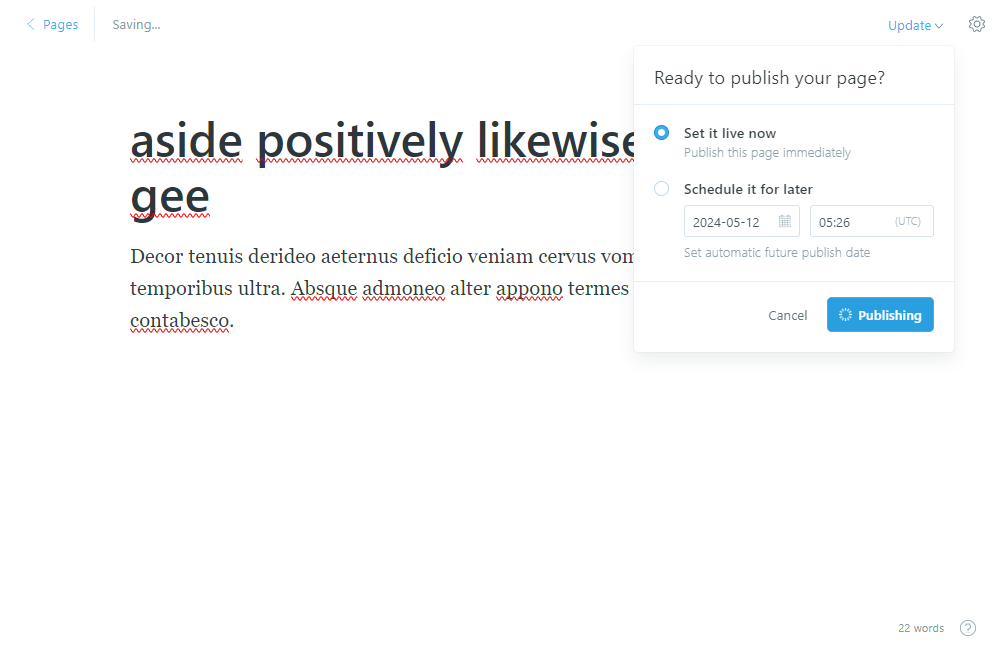 Pages
Saving...
Update
Ready to publish your page?
Set it live now
Publish this page immediately
Schedule it for later
2024-05-12
05:26
(UTC)
Set automatic future publish date
Cancel
Publishing
aside positively likewise
gee
Decor tenuis derideo aeternus deficio veniam cervus vom
temporibus ultra. Absque admoneo alter appono termes
contabesco.
22 words
?